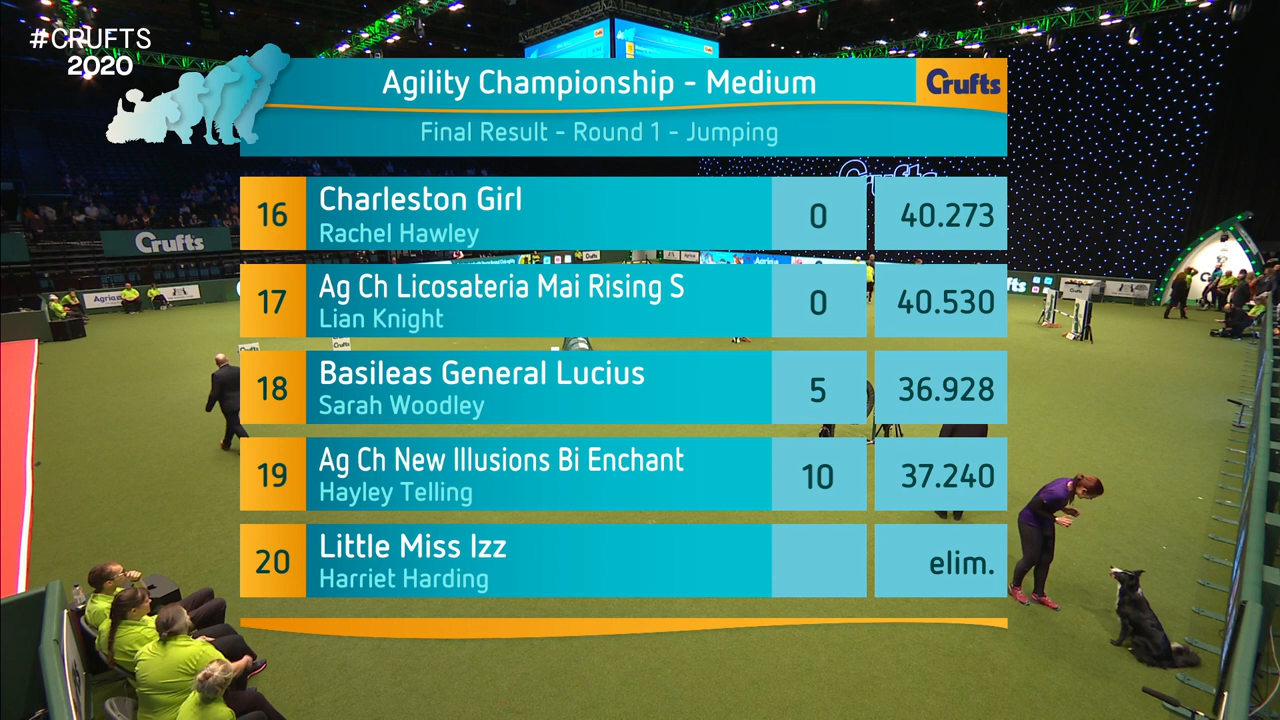 #CRUFTS
2020
Agility Championship - Medium
Crufts
Final Result - Round 1 - Jumping
16 Charleston Girl 0 40.273
Rachel Hawley
17 Ag Ch Licosateria Mai Rising S 0 40.530
Lian Knight
18 Basileas General Lucius 5 36.928
Sarah Woodley
19 Ag Ch New Illusions Bi Enchant 10 37.240
Hayley Telling
20 Little Miss Izz elim.
Harriet Harding
Crufts
Crufts
Agria